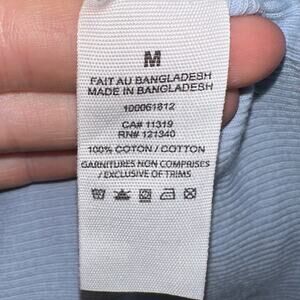 M
FAIT AU BANGLADESH
MADE IN BANGLADESH
100061812
CA# 11319
RN# 121340
100% COTON / COTTON
GARNITURES NON COMPRISES
/ EXCLUSIVE OF TRIMS